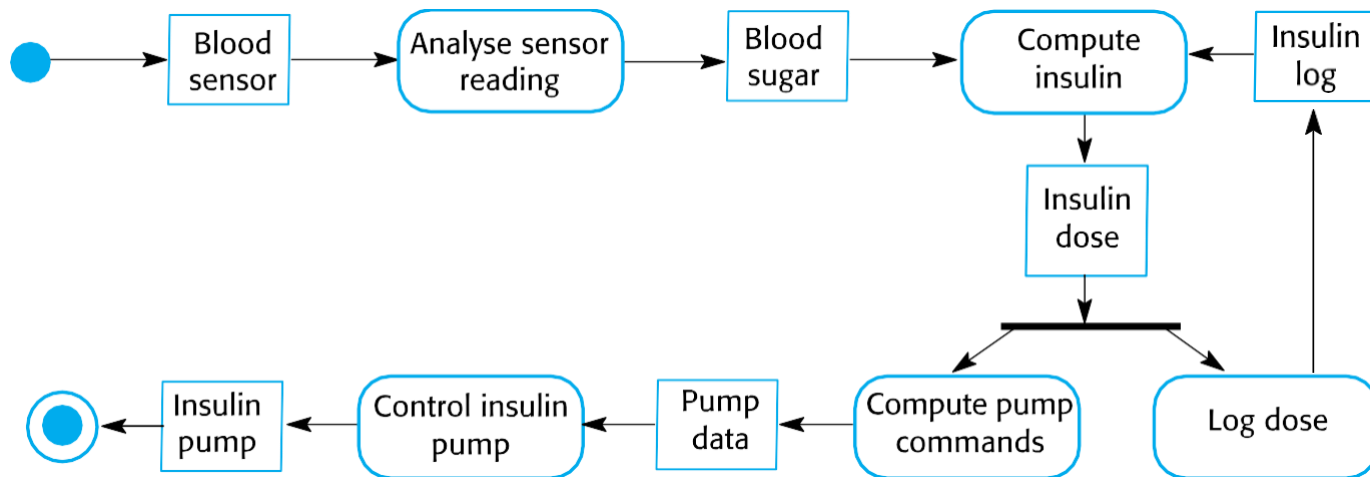 Blood
sensor
Analyse sensor
reading
Blood
sugar
Compute
insulin
Insulin
log
Insulin
dose
Insulin
pump
Control insulin
pump
Pump
data
Compute pump
commands
Log dose